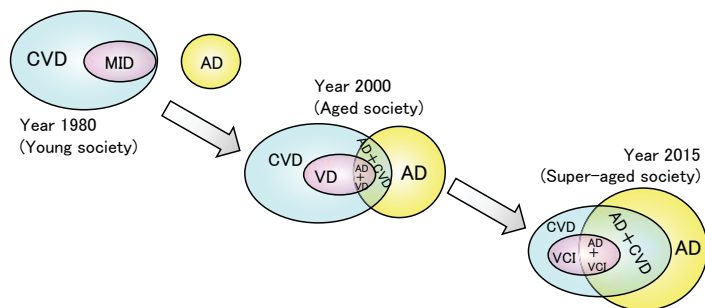 CVD
MID
AD
Year 1980
(Young society)
Year 2000
(Aged society)
CVD
VD
AD
+
VD
AD+CVD
AD
Year 2015
(Super-aged society)
CVD
VCI
AD
+
VCI
AD+CVD
AD